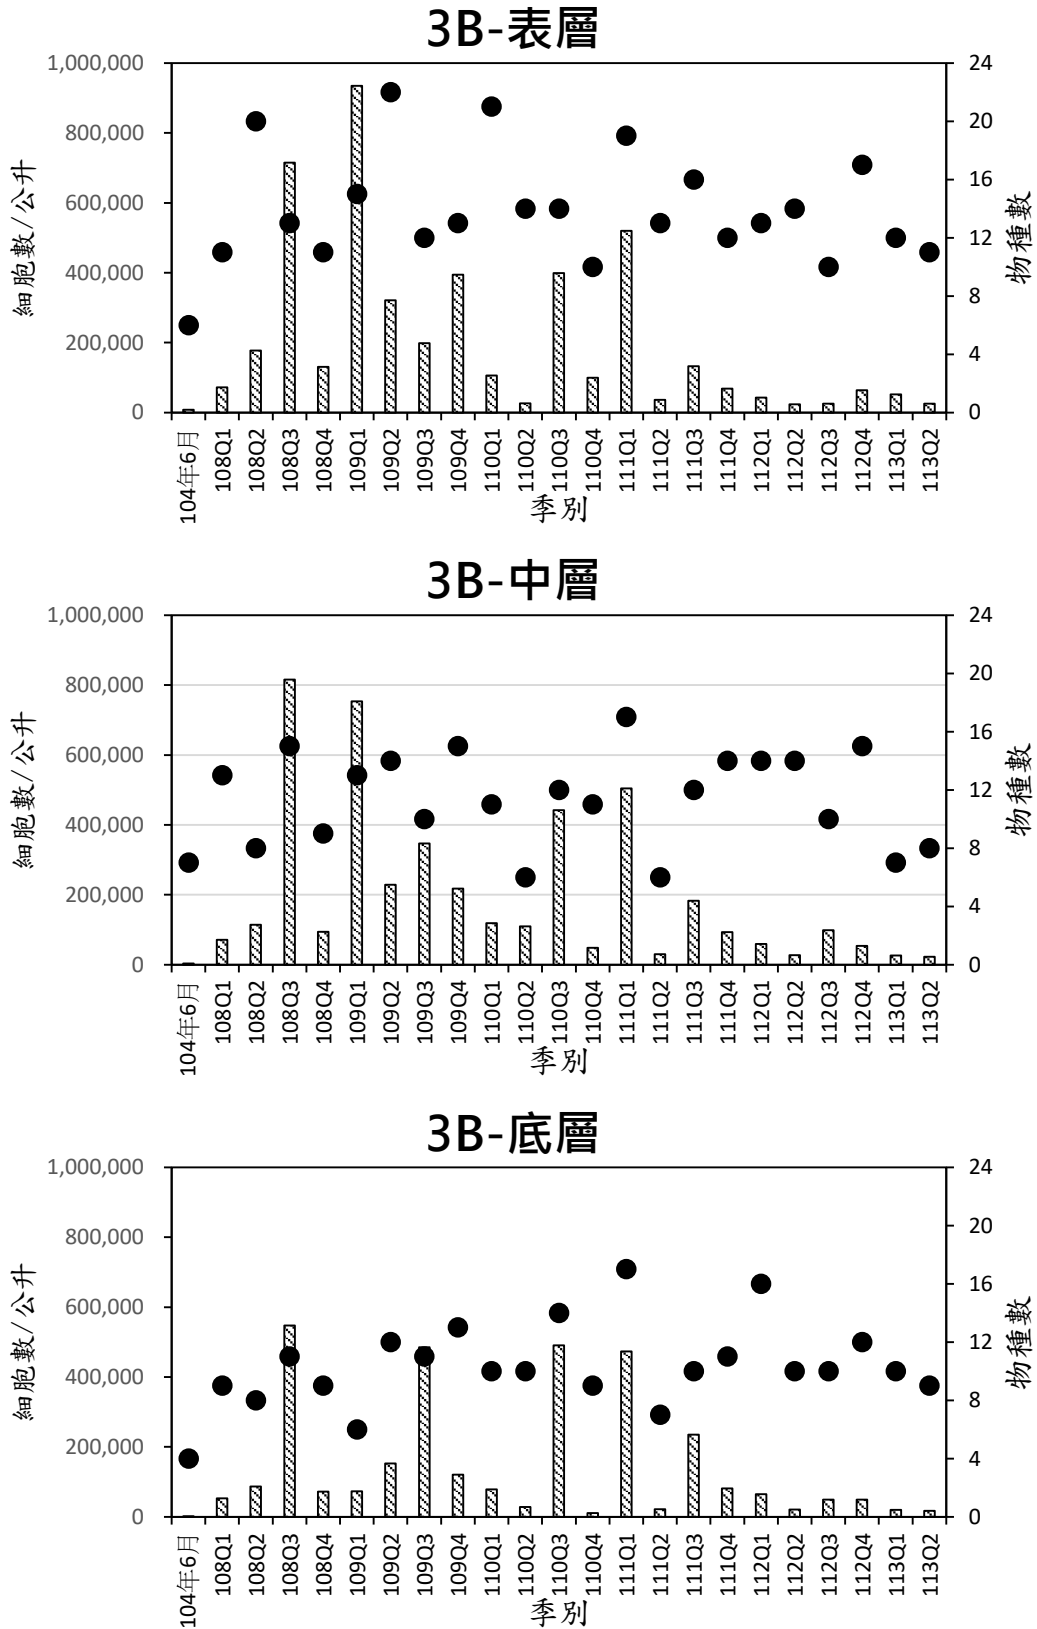 3B-表層
1,000,000
800,000
600,000
400,000
200,000
0
細胞數/公升
24
20
16
12
8
4
0
物種數
104年6月
108Q1
108Q2
108Q3
108Q4
109Q1
109Q2
109Q3
109Q4
110Q1
110Q2
110Q3
110Q4
111Q1
111Q2
111Q3
111Q4
112Q1
112Q2
112Q3
112Q4
113Q1
113Q2
季別
3B-中層
1,000,000
800,000
600,000
400,000
200,000
0
細胞數/公升
24
20
16
12
8
4
0
物種數
104年6月
108Q1
108Q2
108Q3
108Q4
109Q1
109Q2
109Q3
109Q4
110Q1
110Q2
110Q3
110Q4
111Q1
111Q2
111Q3
111Q4
112Q1
112Q2
112Q3
112Q4
113Q1
113Q2
季別
3B-底層
1,000,000
800,000
600,000
400,000
200,000
0
細胞數/公升
24
20
16
12
8
4
0
物種數
104年6月
108Q1
108Q2
108Q3
108Q4
109Q1
109Q2
109Q3
109Q4
110Q1
110Q2
110Q3
110Q4
111Q1
111Q2
111Q3
111Q4
112Q1
112Q2
112Q3
112Q4
113Q1
113Q2
季別